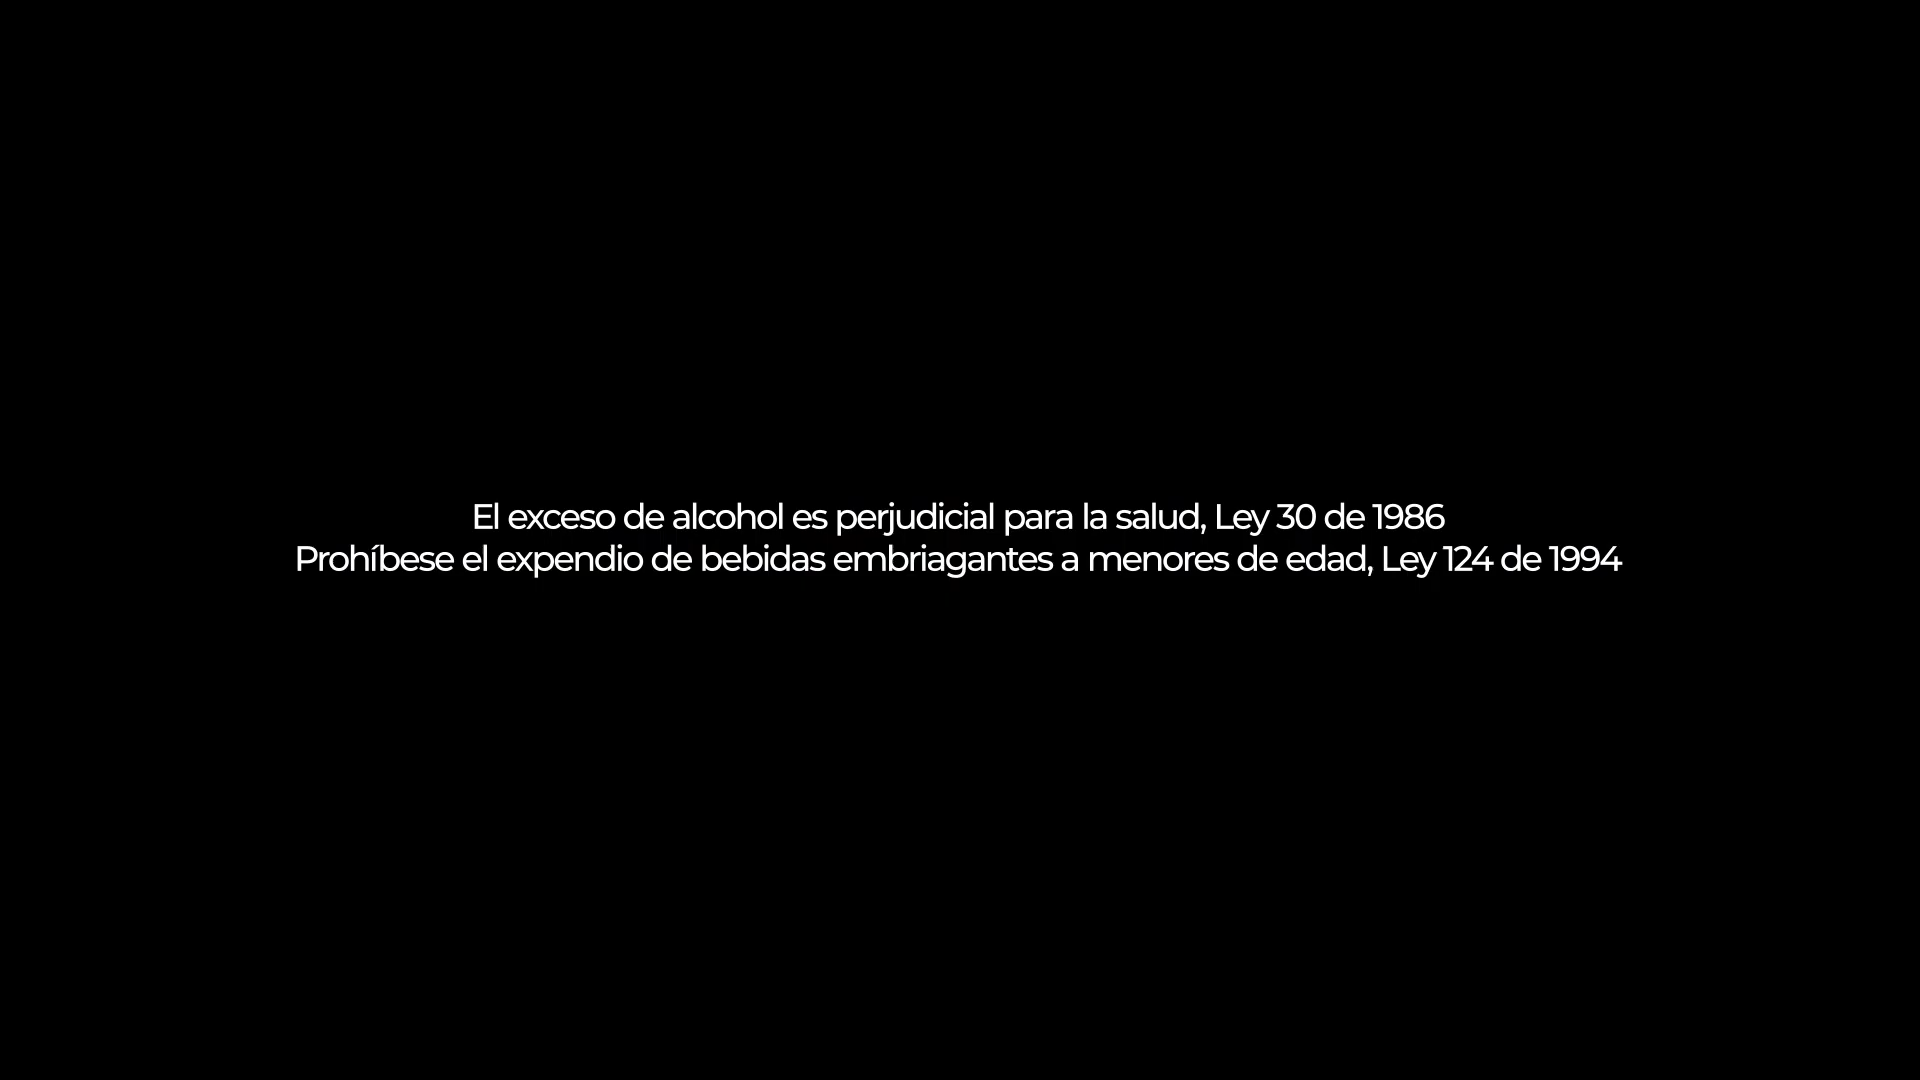 El exceso de alcohol es perjudicial para la salud, Ley 30 de 1986
Prohíbese el expendio de bebidas embriagantes a menores de edad, Ley 124 de 1994